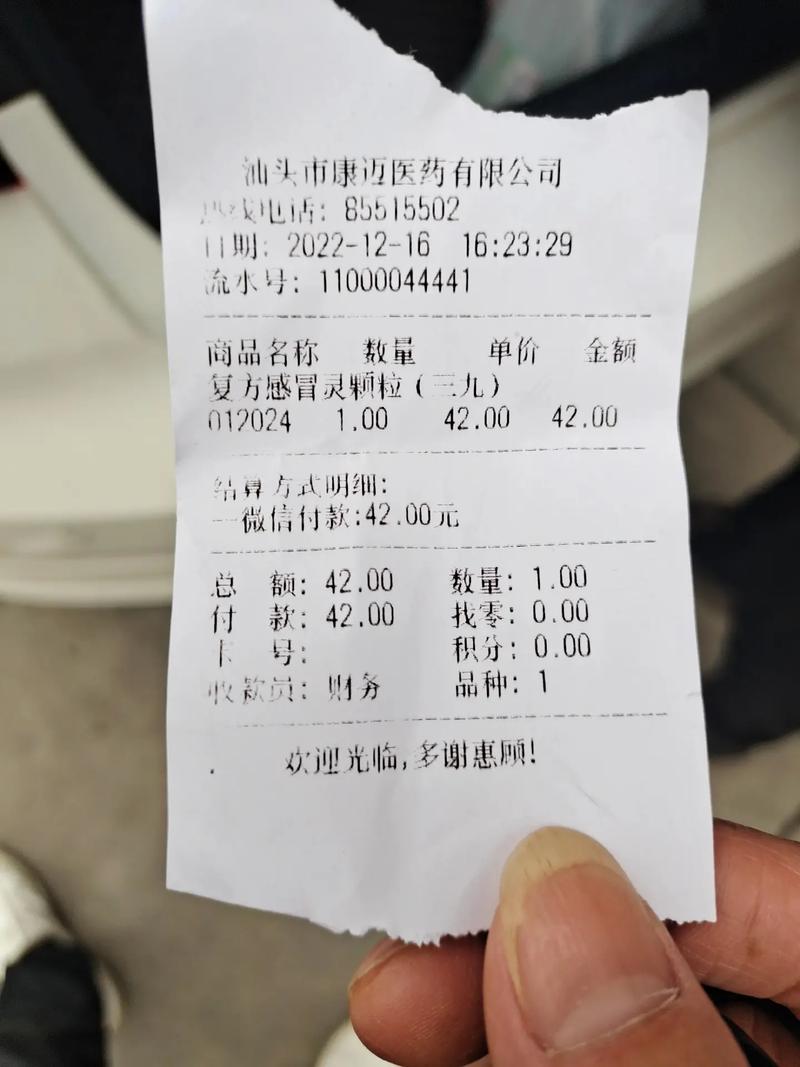 汕头市康迈医药有限公司
热线电话: 85515502
日期: 2022-12-16 16:23:29
流水号: 11000044441
商品名称 数量 单价 金额
复方感冒灵颗粒(三九)
012024 1.00 42.00 42.00
结算方式明细:
—微信付款:42.00元
总 额: 42.00 数量: 1.00
付 款: 42.00 找零: 0.00
卡 号: 积分: 0.00
收款员: 财务 品种: 1
欢迎光临,多谢惠顾!